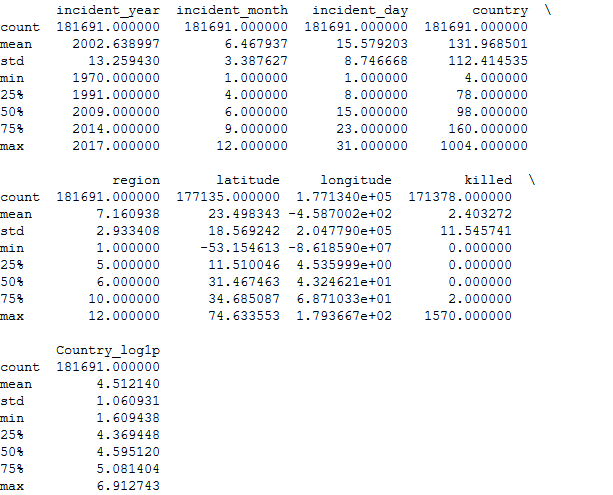 incident_year incident_month incident_day country \
count 181691.000000 181691.000000 181691.000000 181691.000000
mean 2002.638997 6.467937 15.579203 131.968501
std 13.259430 3.387627 8.746668 112.414535
min 1970.000000 1.000000 1.000000 4.000000
25% 1991.000000 4.000000 8.000000 78.000000
50% 2009.000000 6.000000 15.000000 98.000000
75% 2014.000000 9.000000 23.000000 160.000000
max 2017.000000 12.000000 31.000000 1004.000000
region latitude longitude killed \
count 181691.000000 177135.000000 1.771340e+05 171378.000000
mean 7.160938 23.498343 -4.587002e+02 2.403272
std 2.933408 18.569242 2.047790e+05 11.545741
min 1.000000 -53.154613 -8.618590e+07 0.000000
25% 5.000000 11.510046 4.535999e+00 0.000000
50% 6.000000 31.467463 4.324621e+01 0.000000
75% 10.000000 34.685087 6.871033e+01 2.000000
max 12.000000 74.633553 1.793667e+02 1570.000000
Country_log1p
count 181691.000000
mean 4.512140
std 1.060931
min 1.609438
25% 4.369448
50% 4.595120
75% 5.081404
max 6.912743